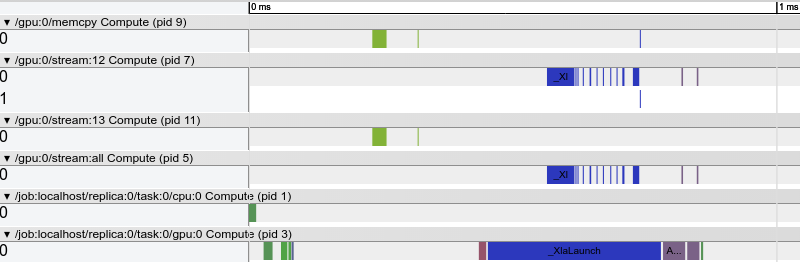 0 ms 1 ms
▼ /gpu:0/memcpy Compute (pid 9)
0
▼ /gpu:0/stream:12 Compute (pid 7)
0 _Xl
1
▼ /gpu:0/stream:13 Compute (pid 11)
0
▼ /gpu:0/stream:all Compute (pid 5)
0 _Xl
▼ /job:localhost/replica:0/task:0/cpu:0 Compute (pid 1)
0
▼ /job:localhost/replica:0/task:0/gpu:0 Compute (pid 3)
0 _XlaLaunch A...